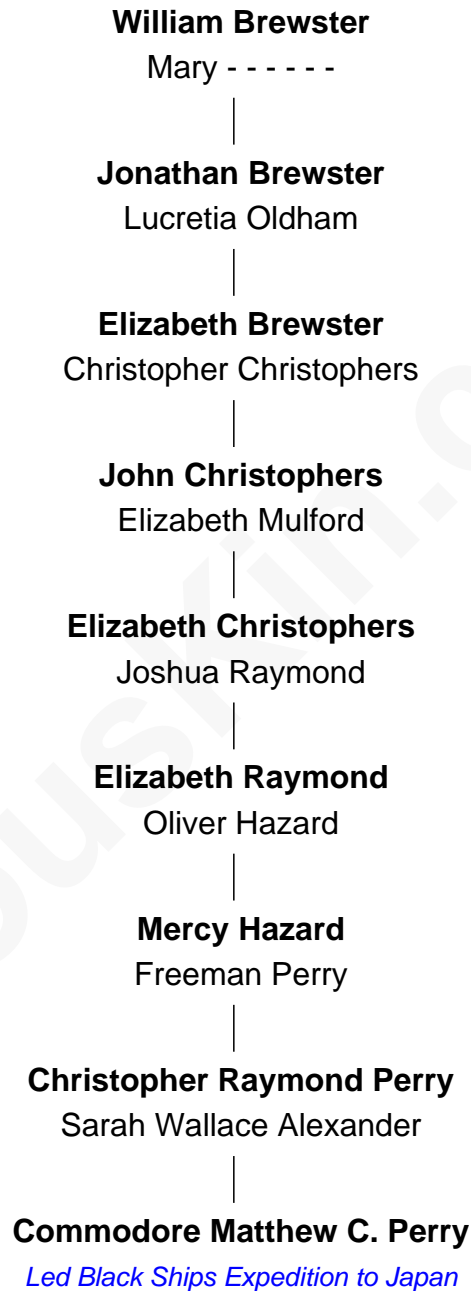 William Brewster
Mary - - - - - -
Jonathan Brewster
Lucretia Oldham
Elizabeth Brewster
Christopher Christophers
John Christophers
Elizabeth Mulford
Elizabeth Christophers
Joshua Raymond
Elizabeth Raymond
Oliver Hazard
Mercy Hazard
Freeman Perry
Christopher Raymond Perry
Sarah Wallace Alexander
Commodore Matthew C. Perry
Led Black Ships Expedition to Japan